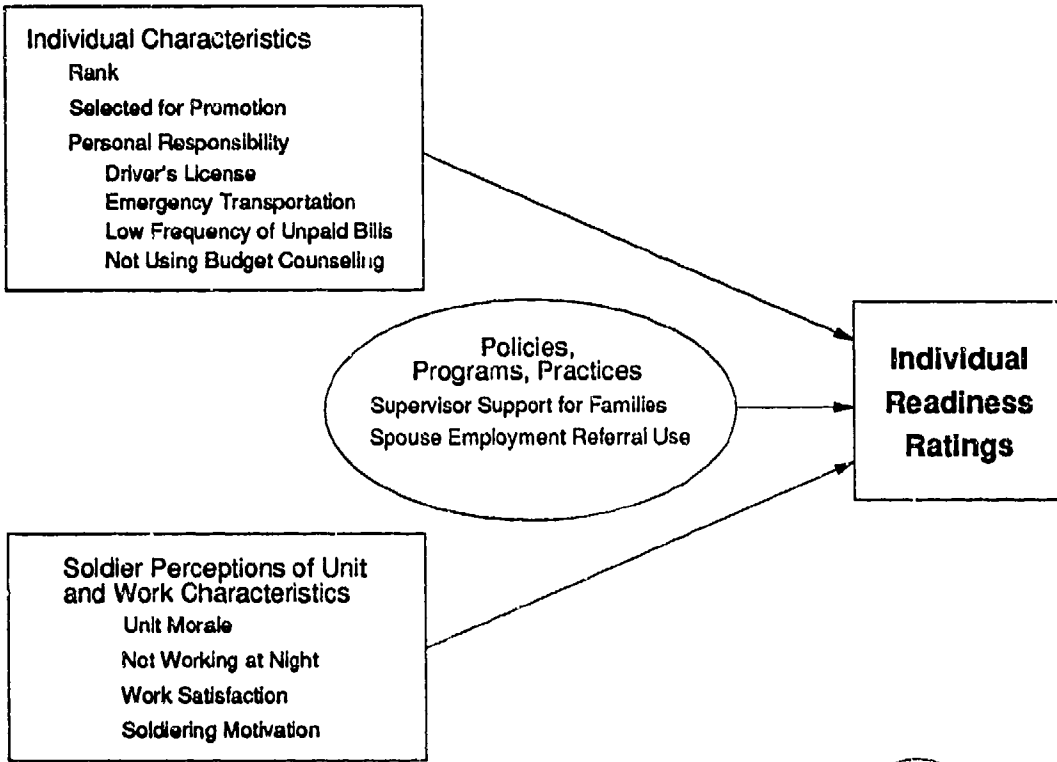 Individual Characteristics
Rank
Selected for Promotion
Personal Responsibility
Driver's License
Emergency Transportation
Low Frequency of Unpaid Bills
Not Using Budget Counseling
Policies,
Programs, Practices
Supervisor Support for Families
Spouse Employment Referral Use
Individual
Readiness
Ratings
Soldier Perceptions of Unit
and Work Characteristics
Unit Morale
Not Working at Night
Work Satisfaction
Soldiering Motivation